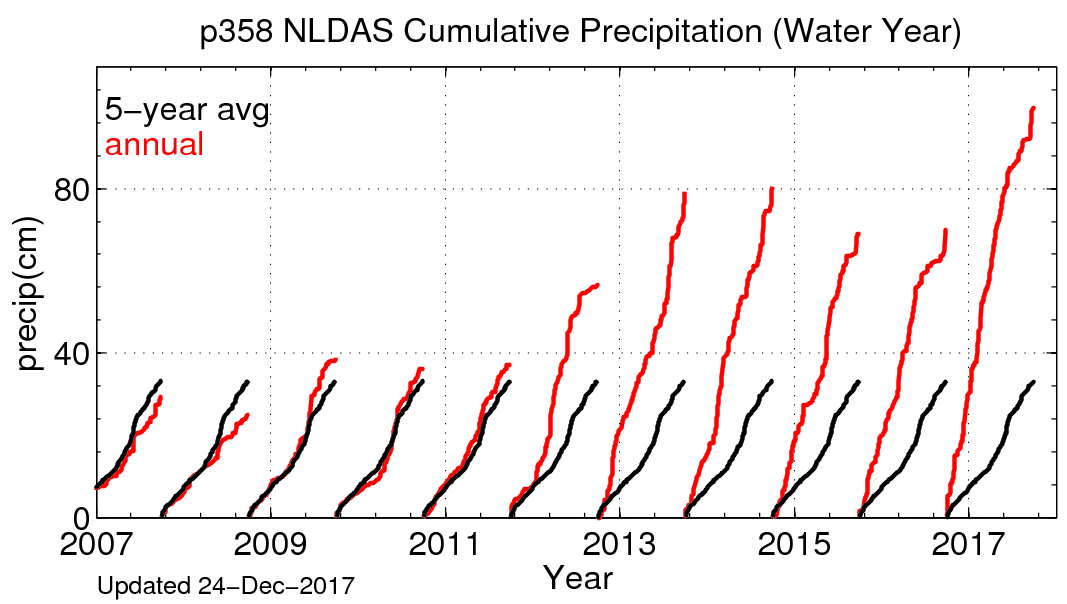 p358 NLDAS Cumulative Precipitation (Water Year)
5−year avg
annual
80
40
0
precip(cm)
2007 2009 2011 2013 2015 2017
Year
Updated 24−Dec−2017